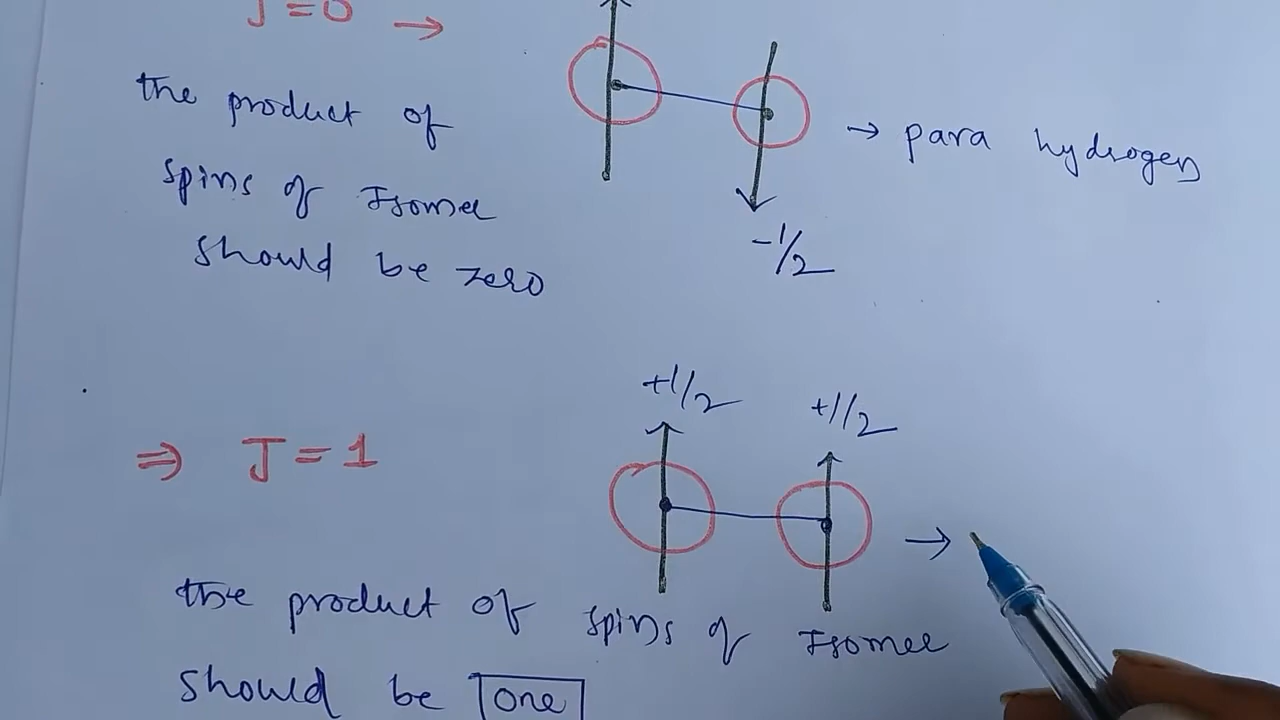 J = 0 →
the product of
spins of Isomer
should be zero
→ para hydrogen
-1/2
+1/2
+1/2
⇒ J = 1
→
the product of spins of Isomer
should be one